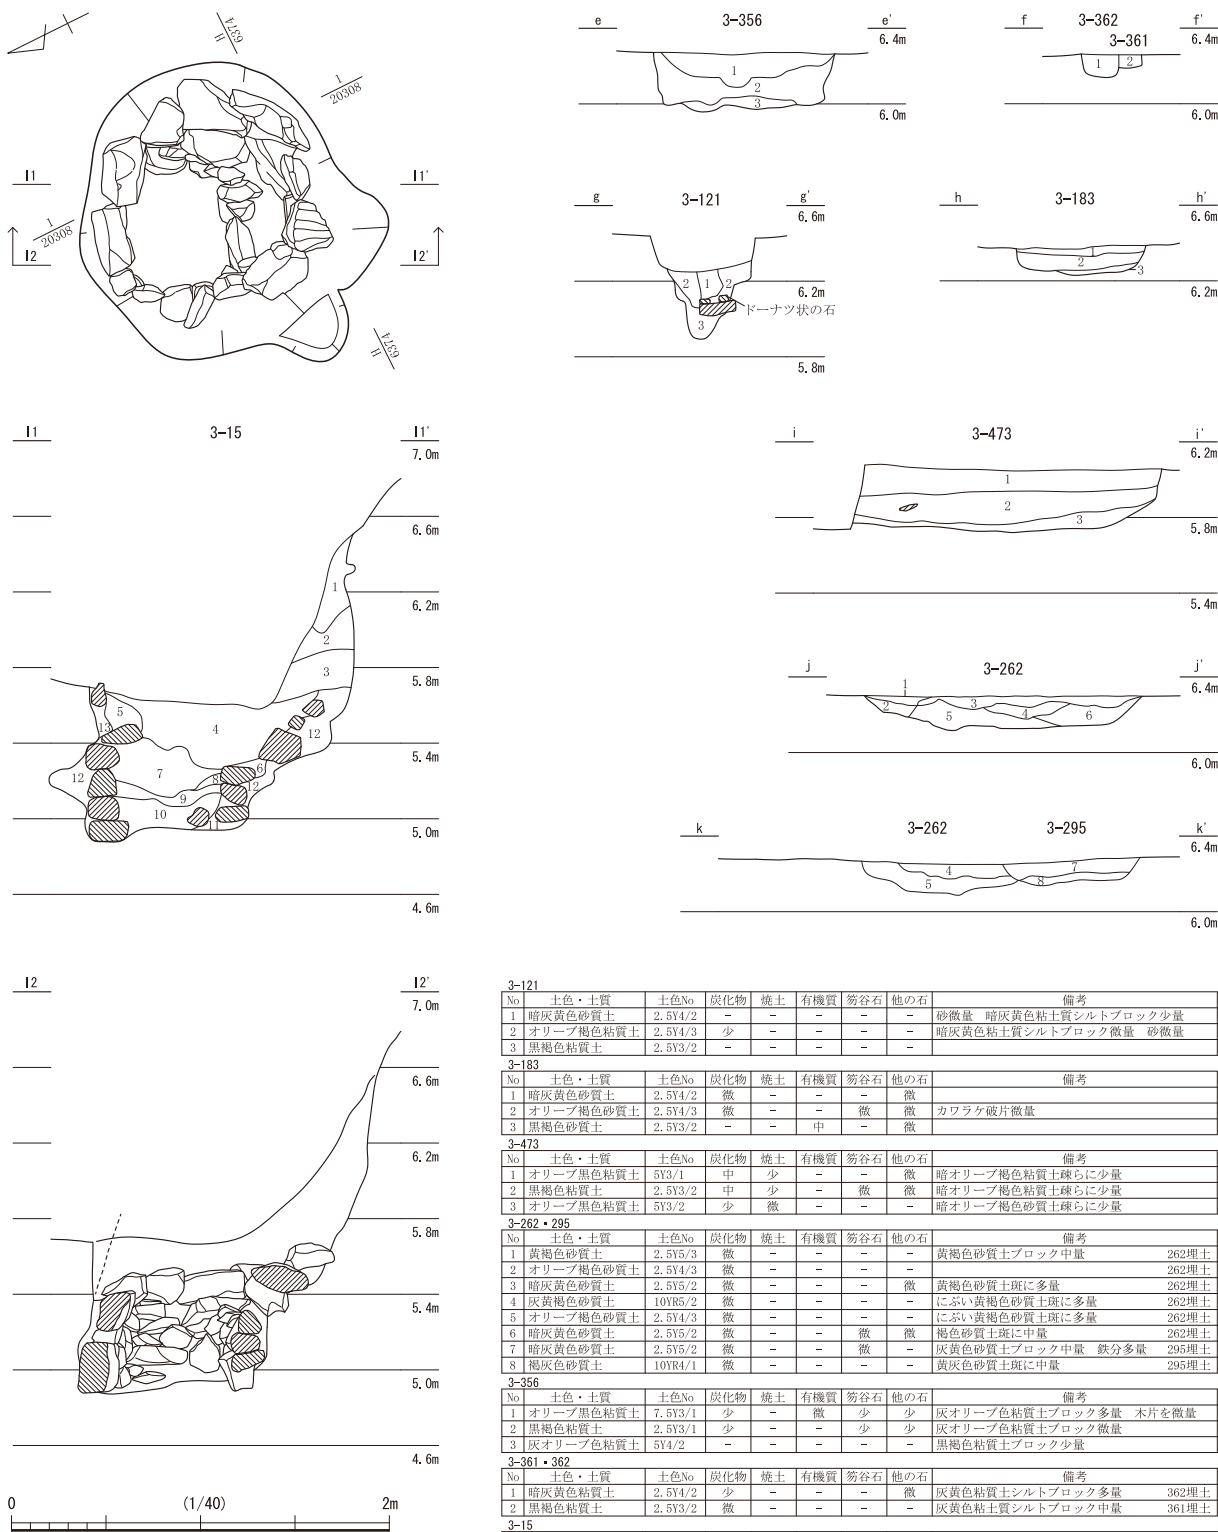 H 6374
1/20308
I1 I1'
1/20308
I2 I2'
H 6374
e 3-356 e'
6.4m
1
2
3
6.0m
f 3-362 f'
3-361 6.4m
1 2
6.0m
g 3-121 g'
6.6m
2 1 2
6.2m
ドーナツ状の石
3
5.8m
h 3-183 h'
6.6m
2
3
6.2m
I1 3-15 I1'
7.0m
6.6m
1
6.2m
2
3
5.8m
5
13 4 12
5.4m
12 7 8 6 12
9
10
5.0m
4.6m
i 3-473 i'
6.2m
1
2
3
5.8m
5.4m
j 3-262 j'
1 6.4m
2 3
5 4 6
6.0m
k 3-262 3-295 k'
6.4m
4 7
5 8
6.0m
I2 I2'
7.0m
6.6m
6.2m
5.8m
5.4m
5.0m
4.6m
0 (1/40) 2m
3-121
No 土色・土質 土色No 炭化物 焼土 有機質 笏谷石 他の石 備考
1 暗灰黄色砂質土 2.5Y4/2 - - - - - 砂微量 暗灰黄色粘土質シルトブロック少量
2 オリーブ褐色粘質土 2.5Y4/3 少 - - - - 暗灰黄色粘土質シルトブロック微量 砂微量
3 黒褐色粘質土 2.5Y3/2 - - - - -
3-183
No 土色・土質 土色No 炭化物 焼土 有機質 笏谷石 他の石 備考
1 暗灰黄色砂質土 2.5Y4/2 微 - - - 微
2 オリーブ褐色砂質土 2.5Y4/3 微 - - 微 微 カワラケ破片微量
3 黒褐色砂質土 2.5Y3/2 - - 中 - 微
3-473
No 土色・土質 土色No 炭化物 焼土 有機質 笏谷石 他の石 備考
1 オリーブ黒色粘質土 5Y3/1 中 少 - - 微 暗オリーブ褐色粘質土疎らに少量
2 黒褐色粘質土 2.5Y3/2 中 少 - 微 微 暗オリーブ褐色粘質土疎らに少量
3 オリーブ黒色粘質土 5Y3/2 少 微 - - - 暗オリーブ褐色砂質土疎らに少量
3-262・295
No 土色・土質 土色No 炭化物 焼土 有機質 笏谷石 他の石 備考
1 黄褐色砂質土 2.5Y5/3 微 - - - - 黄褐色砂質土ブロック中量 262埋土
2 オリーブ褐色砂質土 2.5Y4/3 微 - - - - 262埋土
3 暗灰黄色砂質土 2.5Y5/2 微 - - - 微 黄褐色砂質土斑に多量 262埋土
4 灰黄褐色砂質土 10YR5/2 微 - - - - にぶい黄褐色砂質土斑に多量 262埋土
5 オリーブ褐色砂質土 2.5Y4/3 微 - - - - にぶい黄褐色砂質土斑に多量 262埋土
6 暗灰黄色砂質土 2.5Y5/2 微 - - 微 微 褐色砂質土斑に中量 262埋土
7 暗灰黄色砂質土 2.5Y5/2 微 - - 微 - 灰黄色砂質土ブロック中量 鉄分多量 295埋土
8 褐灰色砂質土 10YR4/1 微 - - - - 黄灰色砂質土斑に中量 295埋土
3-356
No 土色・土質 土色No 炭化物 焼土 有機質 笏谷石 他の石 備考
1 オリーブ黒色粘質土 7.5Y3/1 少 - 微 少 少 灰オリーブ色粘質土ブロック多量 木片を微量
2 黒褐色粘質土 2.5Y3/1 少 - - 少 少 灰オリーブ色粘質土ブロック微量
3 灰オリーブ色粘質土 5Y4/2 - - - - - 黒褐色粘質土ブロック少量
3-361・362
No 土色・土質 土色No 炭化物 焼土 有機質 笏谷石 他の石 備考
1 暗灰黄色粘質土 2.5Y4/2 少 - - - 微 灰黄色粘土質シルトブロック多量 362埋土
2 黒褐色粘質土 2.5Y3/2 微 - - - - 灰黄色粘土質シルトブロック中量 361埋土
3-15